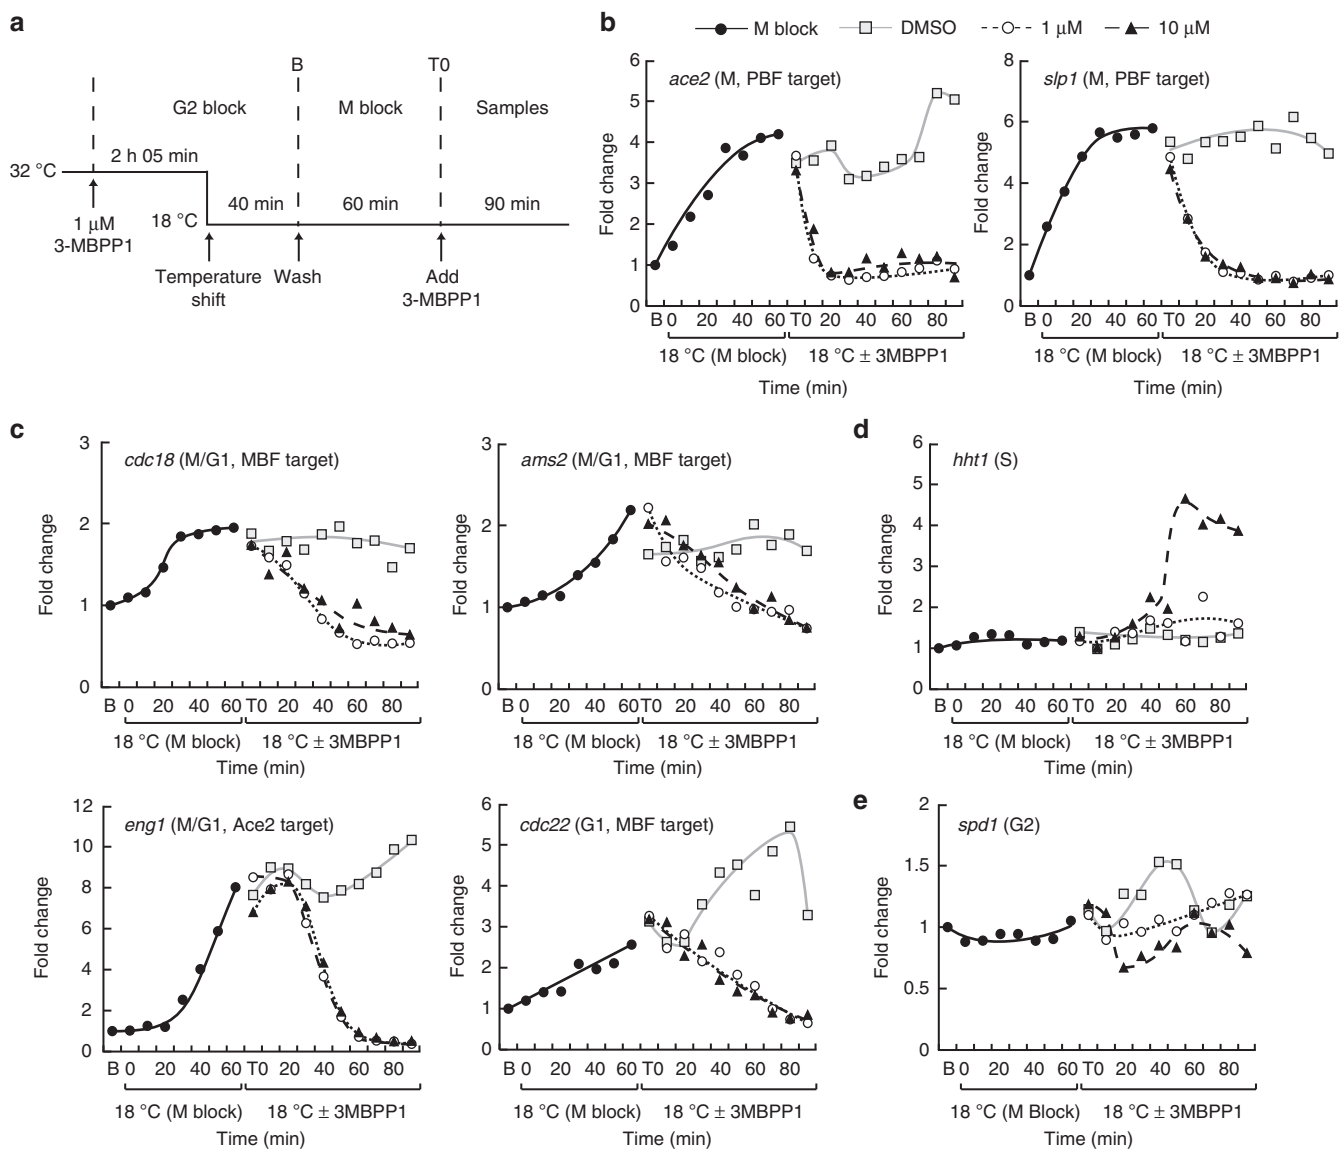 a
B T0
G2 block M block Samples
2 h 05 min
32 °C
40 min 60 min 90 min
1 µM
3-MBPP1
18 °C
Temperature
shift
Wash
Add
3-MBPP1
b
M block DMSO 1 µM 10 µM
ace2 (M, PBF target)
6
5
4
3
2
1
0
Fold change
B 0 20 40 60 T0 20 40 60 80
18 °C (M block) 18 °C ± 3MBPP1
Time (min)
slp1 (M, PBF target)
8
6
4
2
0
Fold change
B 0 20 40 60 T0 20 40 60 80
18 °C (M block) 18 °C ± 3MBPP1
Time (min)
c
cdc18 (M/G1, MBF target)
3
2
1
0
Fold change
B 0 20 40 60 T0 20 40 60 80
18 °C (M block) 18 °C ± 3MBPP1
Time (min)
ams2 (M/G1, MBF target)
3
2
1
0
Fold change
B 0 20 40 60 T0 20 40 60 80
18 °C (M block) 18 °C ± 3MBPP1
Time (min)
d
hht1 (S)
6
5
4
3
2
1
0
Fold change
B 0 20 40 60 T0 20 40 60 80
18 °C (M block) 18 °C ± 3MBPP1
Time (min)
eng1 (M/G1, Ace2 target)
12
10
8
6
4
2
0
Fold change
B 0 20 40 60 T0 20 40 60 80
18 °C (M block) 18 °C ± 3MBPP1
Time (min)
cdc22 (G1, MBF target)
6
5
4
3
2
1
0
Fold change
B 0 20 40 60 T0 20 40 60 80
18 °C (M block) 18 °C ± 3MBPP1
Time (min)
e
spd1 (G2)
2
1.5
1
0.5
0
Fold change
B 0 20 40 60 T0 20 40 60 80
18 °C (M Block) 18 °C ± 3MBPP1
Time (min)